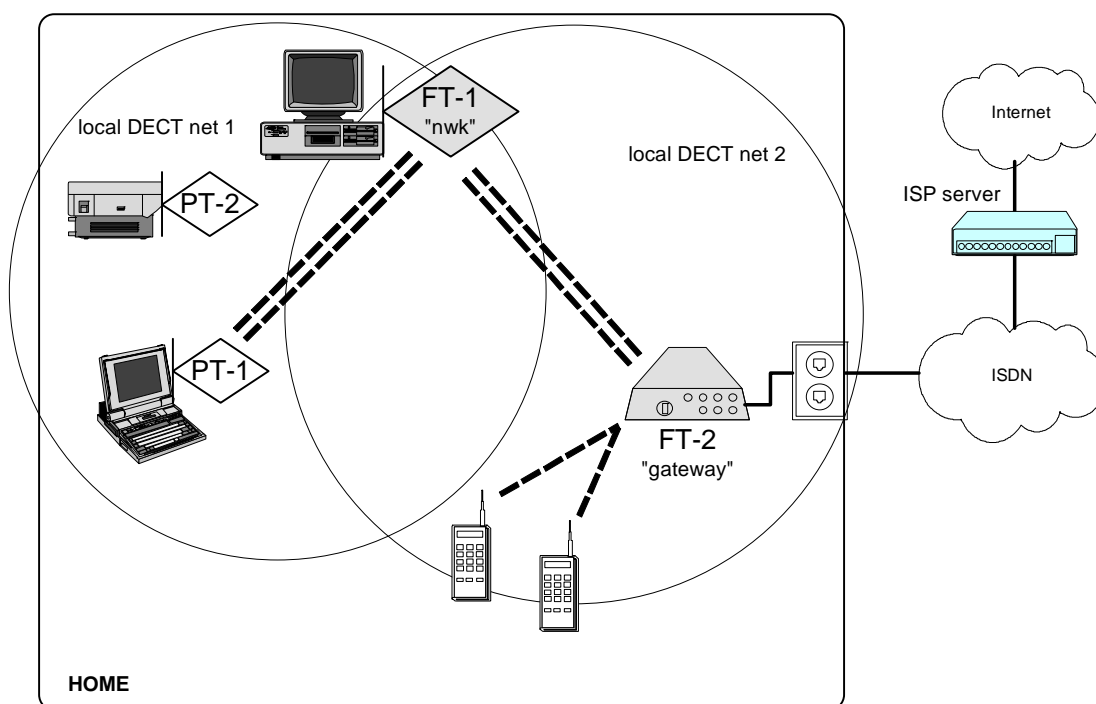 FT-1
"nwk"
local DECT net 1
local DECT net 2
Internet
PT-2
ISP server
PT-1
ISDN
FT-2
"gateway"
HOME